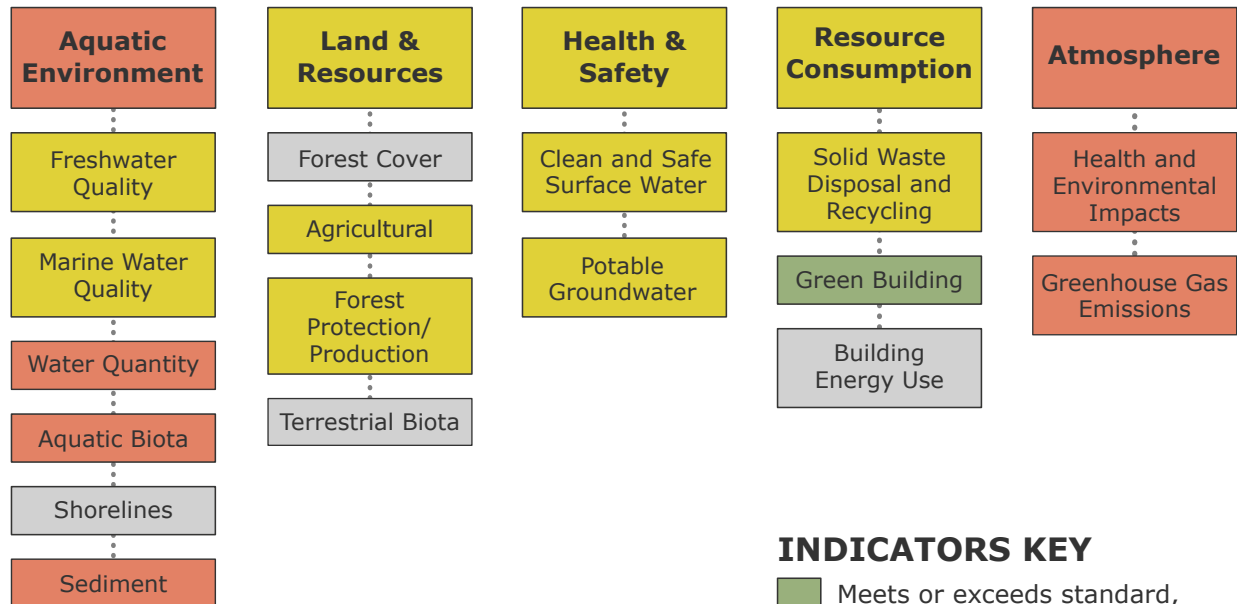 Aquatic
Environment
Freshwater
Quality
Marine Water
Quality
Water Quantity
Aquatic Biota
Shorelines
Sediment
Land &
Resources
Forest Cover
Agricultural
Forest
Protection/
Production
Terrestrial Biota
Health &
Safety
Clean and Safe
Surface Water
Potable
Groundwater
Resource
Consumption
Solid Waste
Disposal and
Recycling
Green Building
Building
Energy Use
Atmosphere
Health and
Environmental
Impacts
Greenhouse Gas
Emissions
INDICATORS KEY
Meets or exceeds standard,